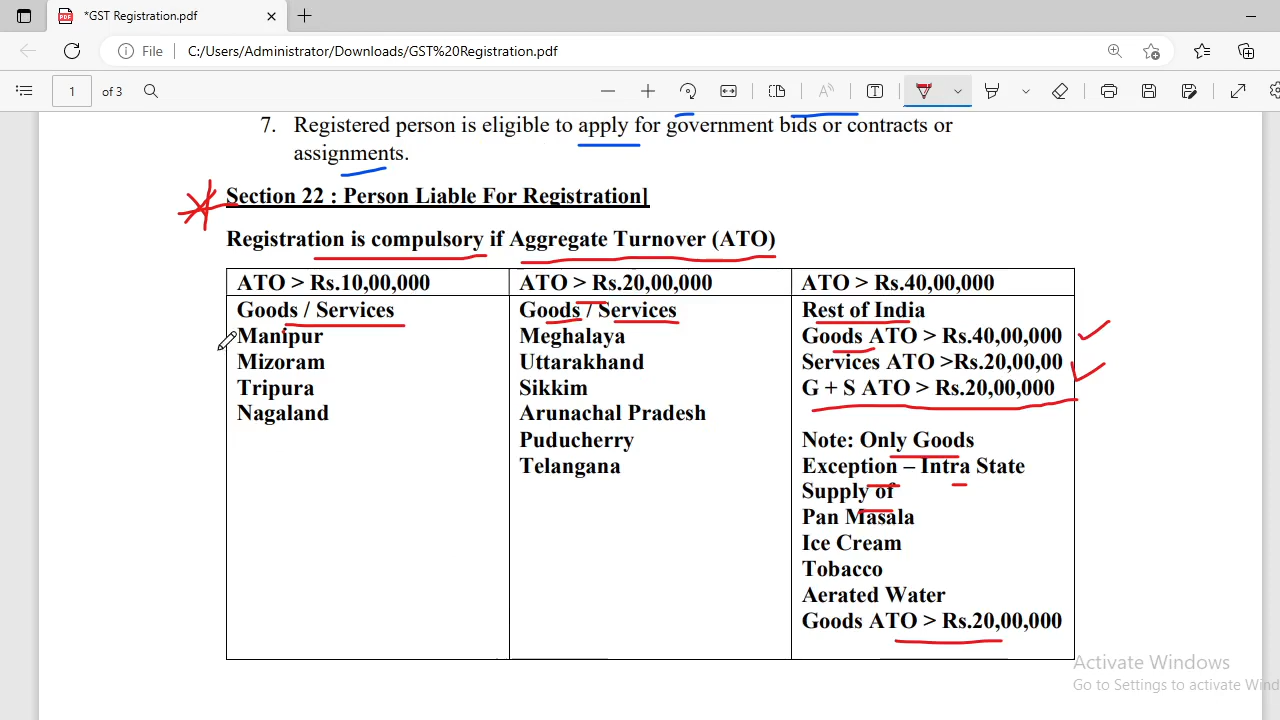 *GST Registration.pdf
File
C:/Users/Administrator/Downloads/GST%20Registration.pdf
1 of 3
7. Registered person is eligible to apply for government bids or contracts or
assignments.
Section 22 : Person Liable For Registration
Registration is compulsory if Aggregate Turnover (ATO)
ATO > Rs.10,00,000
Goods / Services
Manipur
Mizoram
Tripura
Nagaland
ATO > Rs.20,00,000
Goods / Services
Meghalaya
Uttarakhand
Sikkim
Arunachal Pradesh
Puducherry
Telangana
ATO > Rs.40,00,000
Rest of India
Goods ATO > Rs.40,00,000
Services ATO >Rs.20,00,00
G + S ATO > Rs.20,00,000
Note: Only Goods
Exception – Intra State
Supply of
Pan Masala
Ice Cream
Tobacco
Aerated Water
Goods ATO > Rs.20,00,000
Activate Windows
Go to Settings to activate Wind